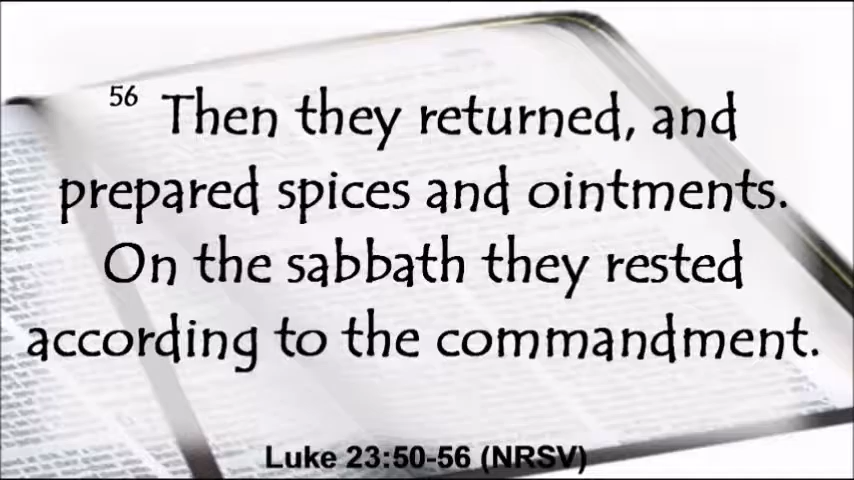 56 Then they returned, and
prepared spices and ointments.
On the sabbath they rested
according to the commandment.
Luke 23:50-56 (NRSV)